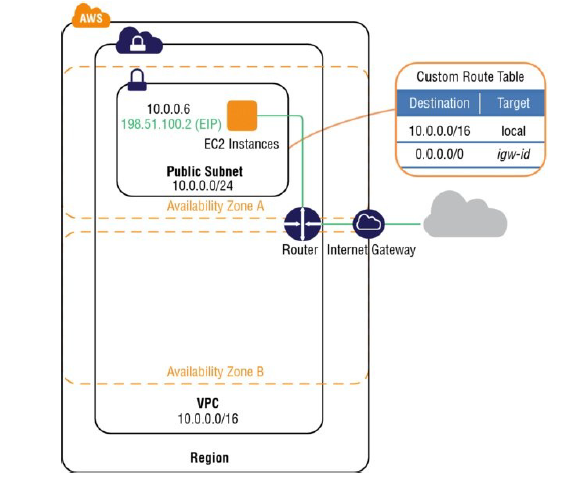 AWS
Custom Route Table
Destination Target
10.0.0.0/16 local
0.0.0.0/0 igw-id
10.0.0.6
198.51.100.2 (EIP)
EC2 Instances
Public Subnet
10.0.0.0/24
Availability Zone A
Router
Internet Gateway
Availability Zone B
VPC
10.0.0.0/16
Region